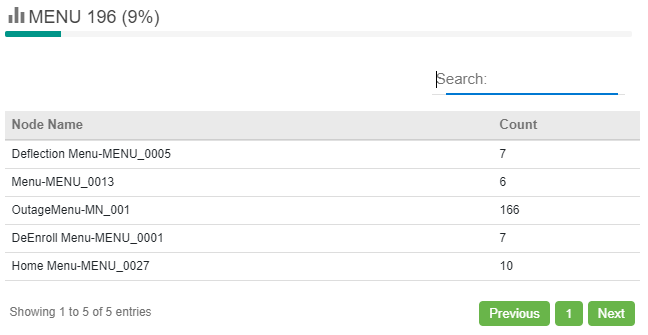 MENU 196 (9%)
Search:
Node Name Count
Deflection Menu-MENU_0005 7
Menu-MENU_0013 6
OutageMenu-MN_001 166
DeEnroll Menu-MENU_0001 7
Home Menu-MENU_0027 10
Showing 1 to 5 of 5 entries Previous 1 Next